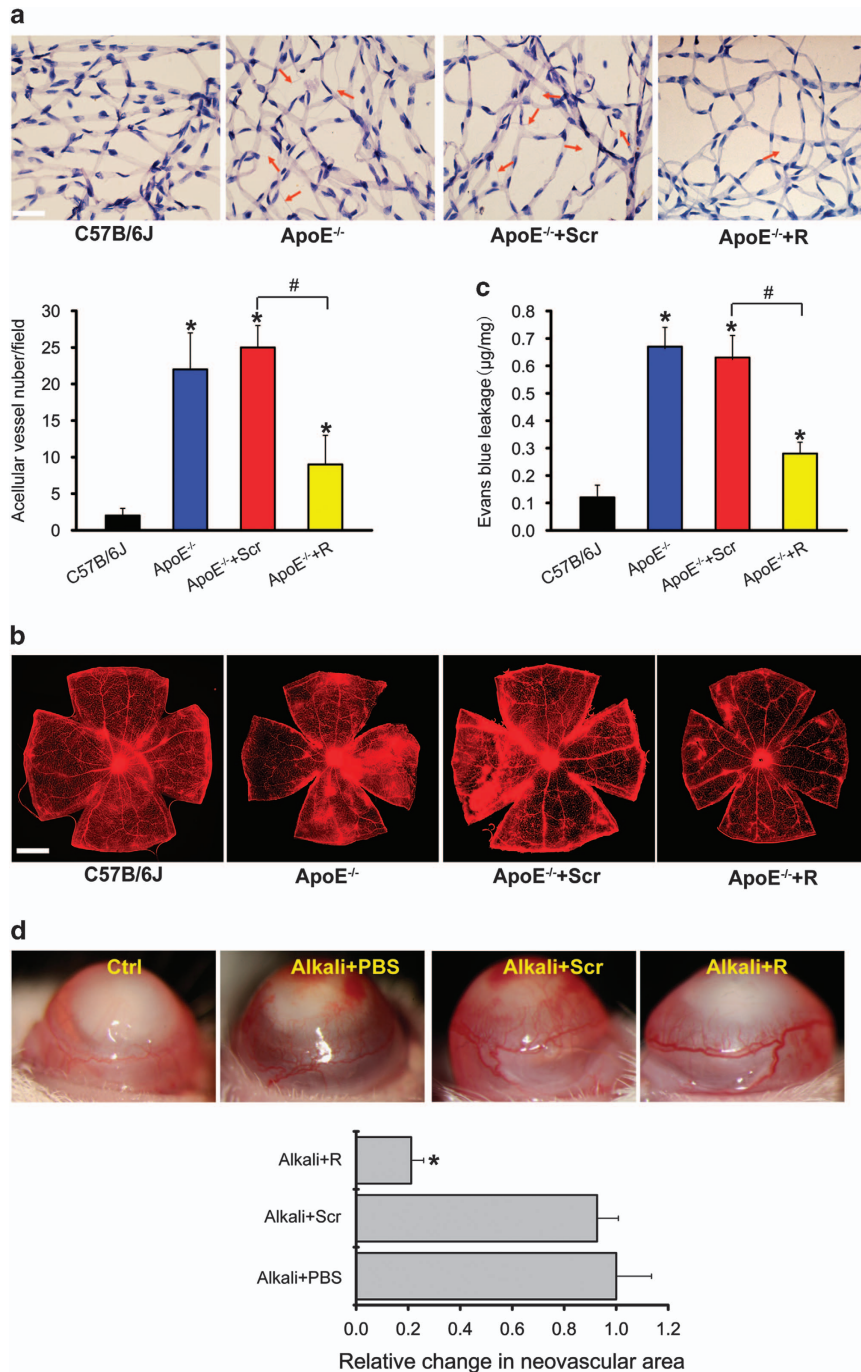 a
C57B/6J
ApoE-/-
ApoE-/-+Scr
ApoE-/-+R
Acellular vessel nuber/field
30
25
20
15
10
5
0
*
*
#
*
C57B/6J
ApoE-/-
ApoE-/-+Scr
ApoE-/-+R
c
Evans blue leakage (µg/mg)
0.8
0.7
0.6
0.5
0.4
0.3
0.2
0.1
0.0
*
*
#
*
C57B/6J
ApoE-/-
ApoE-/-+Scr
ApoE-/-+R
b
C57B/6J
ApoE-/-
ApoE-/-+Scr
ApoE-/-+R
d
Ctrl
Alkali+PBS
Alkali+Scr
Alkali+R
Alkali+R
*
Alkali+Scr
Alkali+PBS
0.0 0.2 0.4 0.6 0.8 1.0 1.2
Relative change in neovascular area